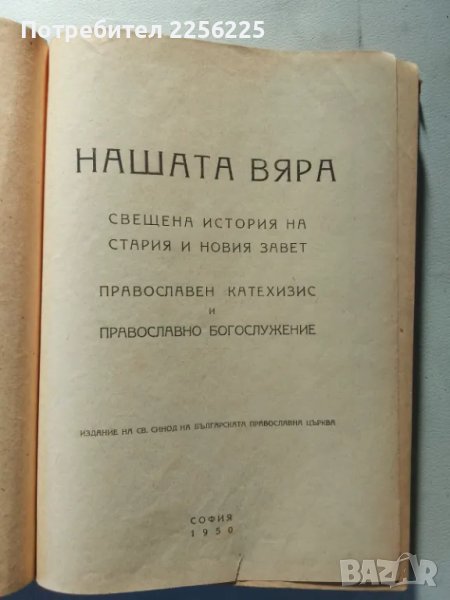 Потребител 2256225
НАШАТА ВЯРА
СВЕЩЕНА ИСТОРИЯ НА
СТАРИЯ И НОВИЯ ЗАВЕТ
ПРАВОСЛАВЕН КАТЕХИЗИС
и
ПРАВОСЛАВНО БОГОСЛУЖЕНИЕ
ИЗДАНИЕ НА СВ. СИНОД НА БЪЛГАРСКАТА ПРАВОСЛАВНА ЦЪРКВА
СОФИЯ
1950
BAZAR